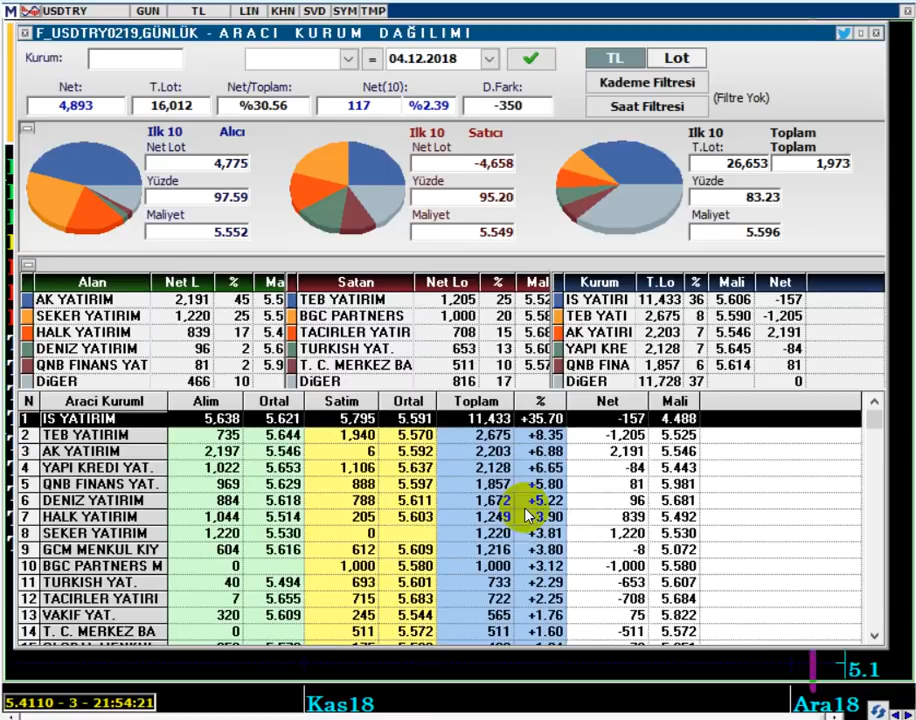 USDTRY GUN TL LIN KHN SVD SYM TMP
F_USDTRY0219,GÜNLÜK - ARACI KURUM DAĞILIMI
Kurum: = 04.12.2018 TL Lot
Net: T.Lot: Net/Toplam: Net(10): D.Fark: Kademe Filtresi
4,893 16,012 %30.56 117 %2.39 -350 Saat Filtresi (Filtre Yok)
Ilk 10 Alıcı Ilk 10 Satıcı Ilk 10 Toplam
Net Lot Net Lot T.Lot: Toplam
4,775 -4,658 26,653 1,973
Yüzde Yüzde Yüzde
97.59 95.20 83.23
Maliyet Maliyet Maliyet
5.552 5.549 5.596
Alan Net L % Ma Satan Net Lo % Mal Kurum T.Lo % Mali Net
AK YATIRIM 2,191 45 5.5 TEB YATIRIM 1,205 25 5.52 IS YATIRI 11,433 36 5.606 -157
SEKER YATIRIM 1,220 25 5.5 BGC PARTNERS 1,000 20 5.58 TEB YATI 2,675 8 5.590 -1,205
HALK YATIRIM 839 17 5.4 TACIRLER YATIR 708 15 5.68 AK YATIRI 2,203 7 5.546 2,191
DENIZ YATIRIM 96 2 5.6 TURKISH YAT. 653 13 5.60 YAPI KRE 2,128 7 5.645 -84
QNB FINANS YAT 81 2 5.9 T. C. MERKEZ BA 511 10 5.57 QNB FINA 1,857 6 5.614 81
DiGER 466 10 DiGER 816 17 DiGER 11,728 37 0
N Araci Kuruml Alim Ortal Satim Ortal Toplam % Net Mali
1 IS YATIRIM 5,638 5.621 5,795 5.591 11,433 +35.70 -157 4.488
2 TEB YATIRIM 735 5.644 1,940 5.570 2,675 +8.35 -1,205 5.525
3 AK YATIRIM 2,197 5.546 6 5.592 2,203 +6.88 2,191 5.546
4 YAPI KREDI YAT. 1,022 5.653 1,106 5.637 2,128 +6.65 -84 5.443
5 QNB FINANS YAT. 969 5.629 888 5.597 1,857 +5.80 81 5.981
6 DENIZ YATIRIM 884 5.618 788 5.611 1,672 +5.22 96 5.681
7 HALK YATIRIM 1,044 5.514 205 5.603 1,249 +3.90 839 5.492
8 SEKER YATIRIM 1,220 5.530 0 1,220 +3.81 1,220 5.530
9 GCM MENKUL KIY 604 5.616 612 5.609 1,216 +3.80 -8 5.072
10 BGC PARTNERS M 0 1,000 5.580 1,000 +3.12 -1,000 5.580
11 TURKISH YAT. 40 5.494 693 5.601 733 +2.29 -653 5.607
12 TACIRLER YATIRI 7 5.655 715 5.683 722 +2.25 -708 5.684
13 VAKIF YAT. 320 5.609 245 5.544 565 +1.76 75 5.822
14 T. C. MERKEZ BA 0 511 5.572 511 +1.60 -511 5.572
5.1
5.4110 - 3 - 21:54:21 Kas18 Ara18